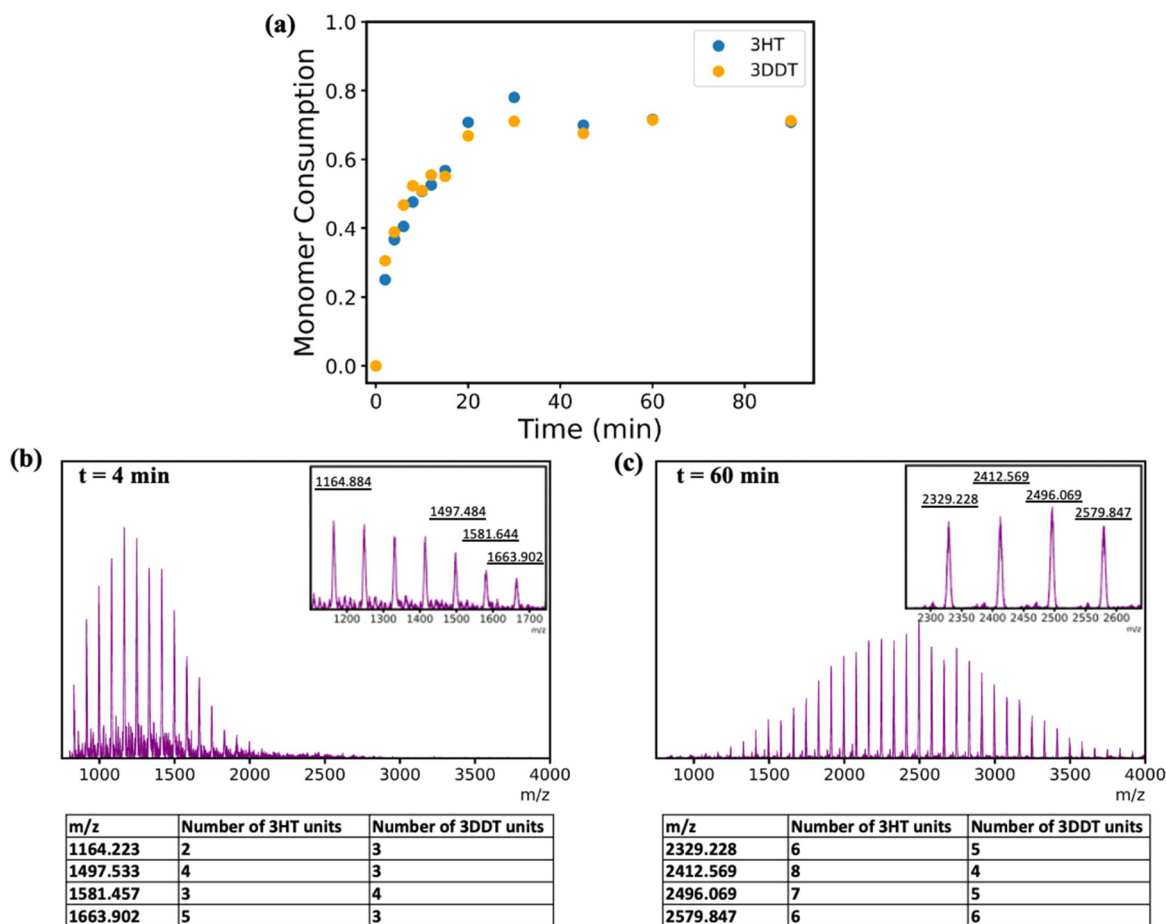 (a)
1.0
0.8
0.6
0.4
0.2
0.0
Monomer Consumption
3HT
3DDT
0 20 40 60 80
Time (min)
(b)
t = 4 min
1164.884
1497.484
1581.644
1663.902
1200 1300 1400 1500 1600 1700
m/z
1000 1500 2000 2500 3000 3500 4000
m/z
(c)
t = 60 min
2412.569
2329.228
2496.069
2579.847
2300 2350 2400 2450 2500 2550 2600
m/z
1000 1500 2000 2500 3000 3500 4000
m/z
m/z Number of 3HT units Number of 3DDT units
1164.223 2 3
1497.533 4 3
1581.457 3 4
1663.902 5 3
m/z Number of 3HT units Number of 3DDT units
2329.228 6 5
2412.569 8 4
2496.069 7 5
2579.847 6 6